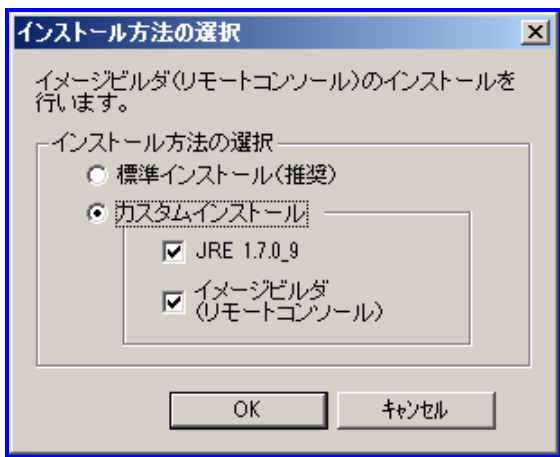 インストール方法の選択
イメージビルダ(リモートコンソール)のインストールを
行います。
インストール方法の選択
標準インストール(推奨)
カスタムインストール
JRE 1.7.0_9
イメージビルダ
(リモートコンソール)
OK
キャンセル